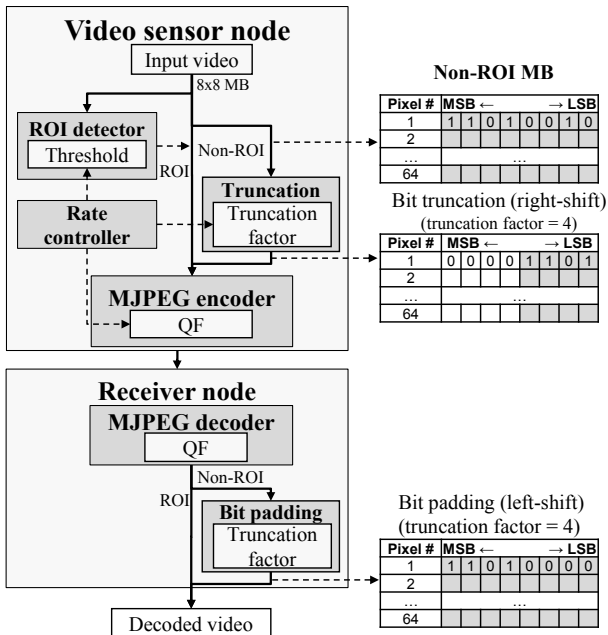 Video sensor node
Input video
8x8 MB
ROI detector
Threshold
ROI
Non-ROI
Truncation
Truncation
factor
Rate
controller
MJPEG encoder
QF
Receiver node
MJPEG decoder
QF
Non-ROI
ROI
Bit padding
Truncation
factor
Decoded video
Non-ROI MB
Pixel # MSB ← → LSB
1 1 1 0 1 0 0 1 0
2
... ...
64
Bit truncation (right-shift)
(truncation factor = 4)
Pixel # MSB ← → LSB
1 0 0 0 0 1 1 0 1
2
... ...
64
Bit padding (left-shift)
(truncation factor = 4)
Pixel # MSB ← → LSB
1 1 1 0 1 0 0 0 0
2
... ...
64